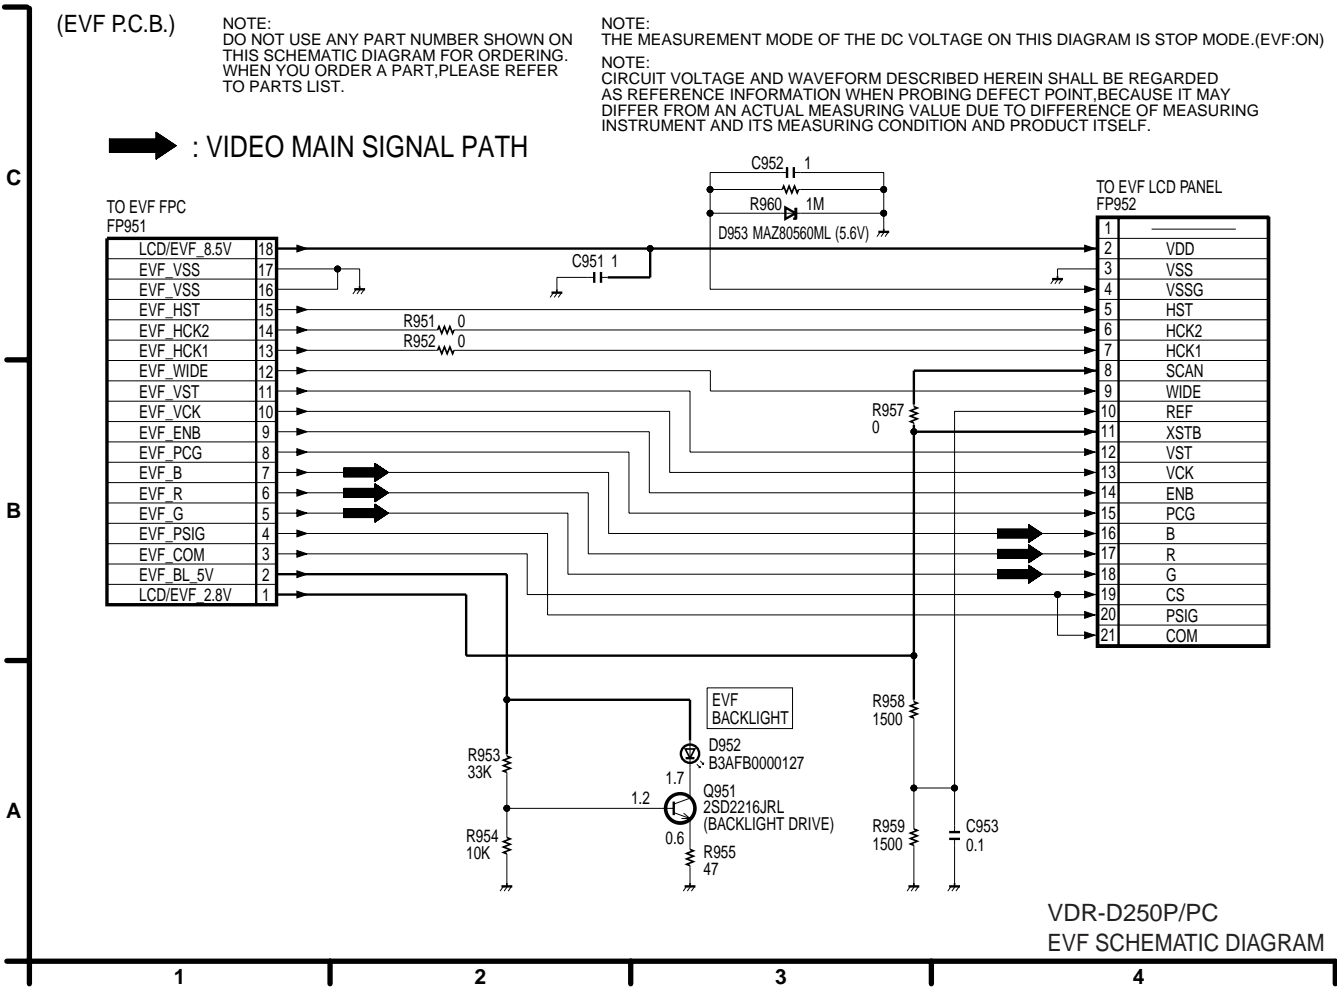 (EVF P.C.B.)
NOTE:
DO NOT USE ANY PART NUMBER SHOWN ON
THIS SCHEMATIC DIAGRAM FOR ORDERING.
WHEN YOU ORDER A PART,PLEASE REFER
TO PARTS LIST.
NOTE:
THE MEASUREMENT MODE OF THE DC VOLTAGE ON THIS DIAGRAM IS STOP MODE.(EVF:ON)
NOTE:
CIRCUIT VOLTAGE AND WAVEFORM DESCRIBED HEREIN SHALL BE REGARDED
AS REFERENCE INFORMATION WHEN PROBING DEFECT POINT,BECAUSE IT MAY
DIFFER FROM AN ACTUAL MEASURING VALUE DUE TO DIFFERENCE OF MEASURING
INSTRUMENT AND ITS MEASURING CONDITION AND PRODUCT ITSELF.
: VIDEO MAIN SIGNAL PATH
C
B
A
TO EVF FPC
FP951
LCD/EVF_8.5V 18
EVF_VSS 17
EVF_VSS 16
EVF_HST 15
EVF_HCK2 14
EVF_HCK1 13
EVF_WIDE 12
EVF_VST 11
EVF_VCK 10
EVF_ENB 9
EVF_PCG 8
EVF_B 7
EVF_R 6
EVF_G 5
EVF_PSIG 4
EVF_COM 3
EVF_BL_5V 2
LCD/EVF_2.8V 1
C952 1
R960 1M
D953 MAZ80560ML (5.6V)
C951 1
R951 0
R952 0
R957
0
TO EVF LCD PANEL
FP952
1
2 VDD
3 VSS
4 VSSG
5 HST
6 HCK2
7 HCK1
8 SCAN
9 WIDE
10 REF
11 XSTB
12 VST
13 VCK
14 ENB
15 PCG
16 B
17 R
18 G
19 CS
20 PSIG
21 COM
EVF
BACKLIGHT
D952
B3AFB0000127
R953
33K
1.7
1.2
Q951
2SD2216JRL
(BACKLIGHT DRIVE)
0.6
R954
10K
R955
47
R958
1500
R959
1500
C953
0.1
VDR-D250P/PC
EVF SCHEMATIC DIAGRAM
1
2
3
4